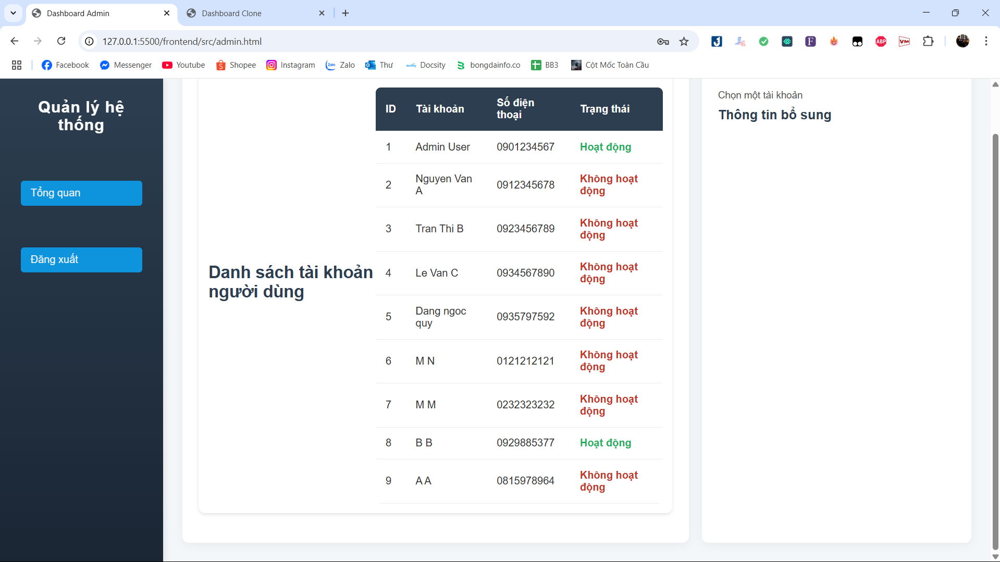 Dashboard Admin
Dashboard Clone
127.0.0.1:5500/frontend/src/admin.html
Facebook
Messenger
Youtube
Shopee
Instagram
Zalo
Thư
Docsity
bongdainfo.co
BB3
Cột Mốc Toàn Cầu
Quản lý hệ
thống
Tổng quan
Đăng xuất
Danh sách tài khoản
người dùng
ID Tài khoản Số điện thoại Trạng thái
1 Admin User 0901234567 Hoạt động
2 Nguyen Van A 0912345678 Không hoạt động
3 Tran Thi B 0923456789 Không hoạt động
4 Le Van C 0934567890 Không hoạt động
5 Dang ngoc quy 0935797592 Không hoạt động
6 M N 0121212121 Không hoạt động
7 M M 0232323232 Không hoạt động
8 B B 0929885377 Hoạt động
9 A A 0815978964 Không hoạt động
Chọn một tài khoản
Thông tin bổ sung